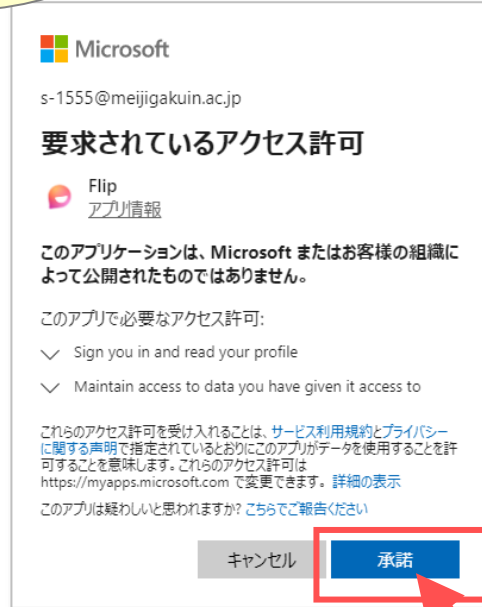 Microsoft
s-1555@meijigakuin.ac.jp
要求されているアクセス許可
Flip
アプリ情報
このアプリケーションは、Microsoft またはお客様の組織に
よって公開されたものではありません。
このアプリで必要なアクセス許可:
Sign you in and read your profile
Maintain access to data you have given it access to
これらのアクセス許可を受け入れることは、サービス利用規約とプライバシー
に関する声明で指定されているとおりにこのアプリがデータを使用することを許
可することを意味します。これらのアクセス許可は
https://myapps.microsoft.com で変更できます。詳細の表示
このアプリは疑わしいと思われますか? こちらでご報告ください
キャンセル
承諾